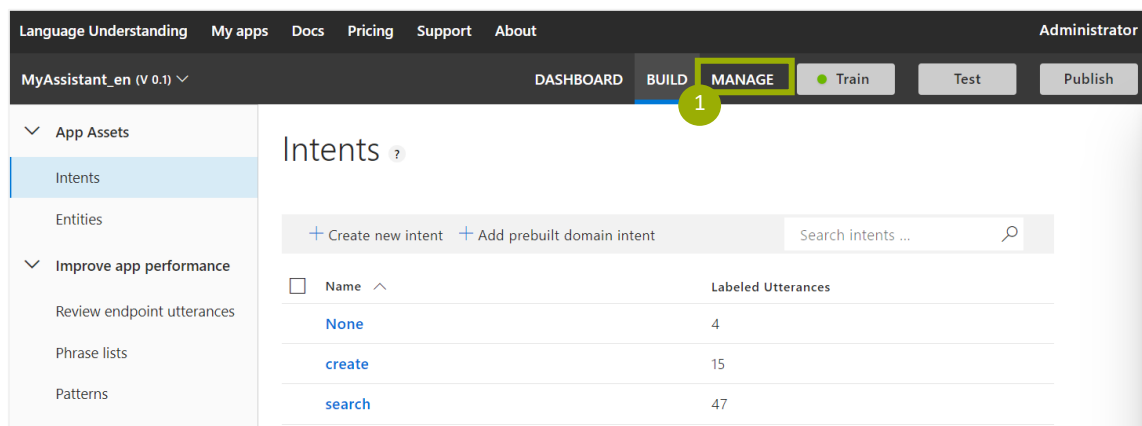 Language Understanding My apps Docs Pricing Support About Administrator
MyAssistant_en (V 0.1) DASHBOARD BUILD MANAGE Train Test Publish
1
App Assets
Intents
Entities
Improve app performance
Review endpoint utterances
Phrase lists
Patterns
Intents ?
+ Create new intent + Add prebuilt domain intent Search intents ...
Name Labeled Utterances
None 4
create 15
search 47